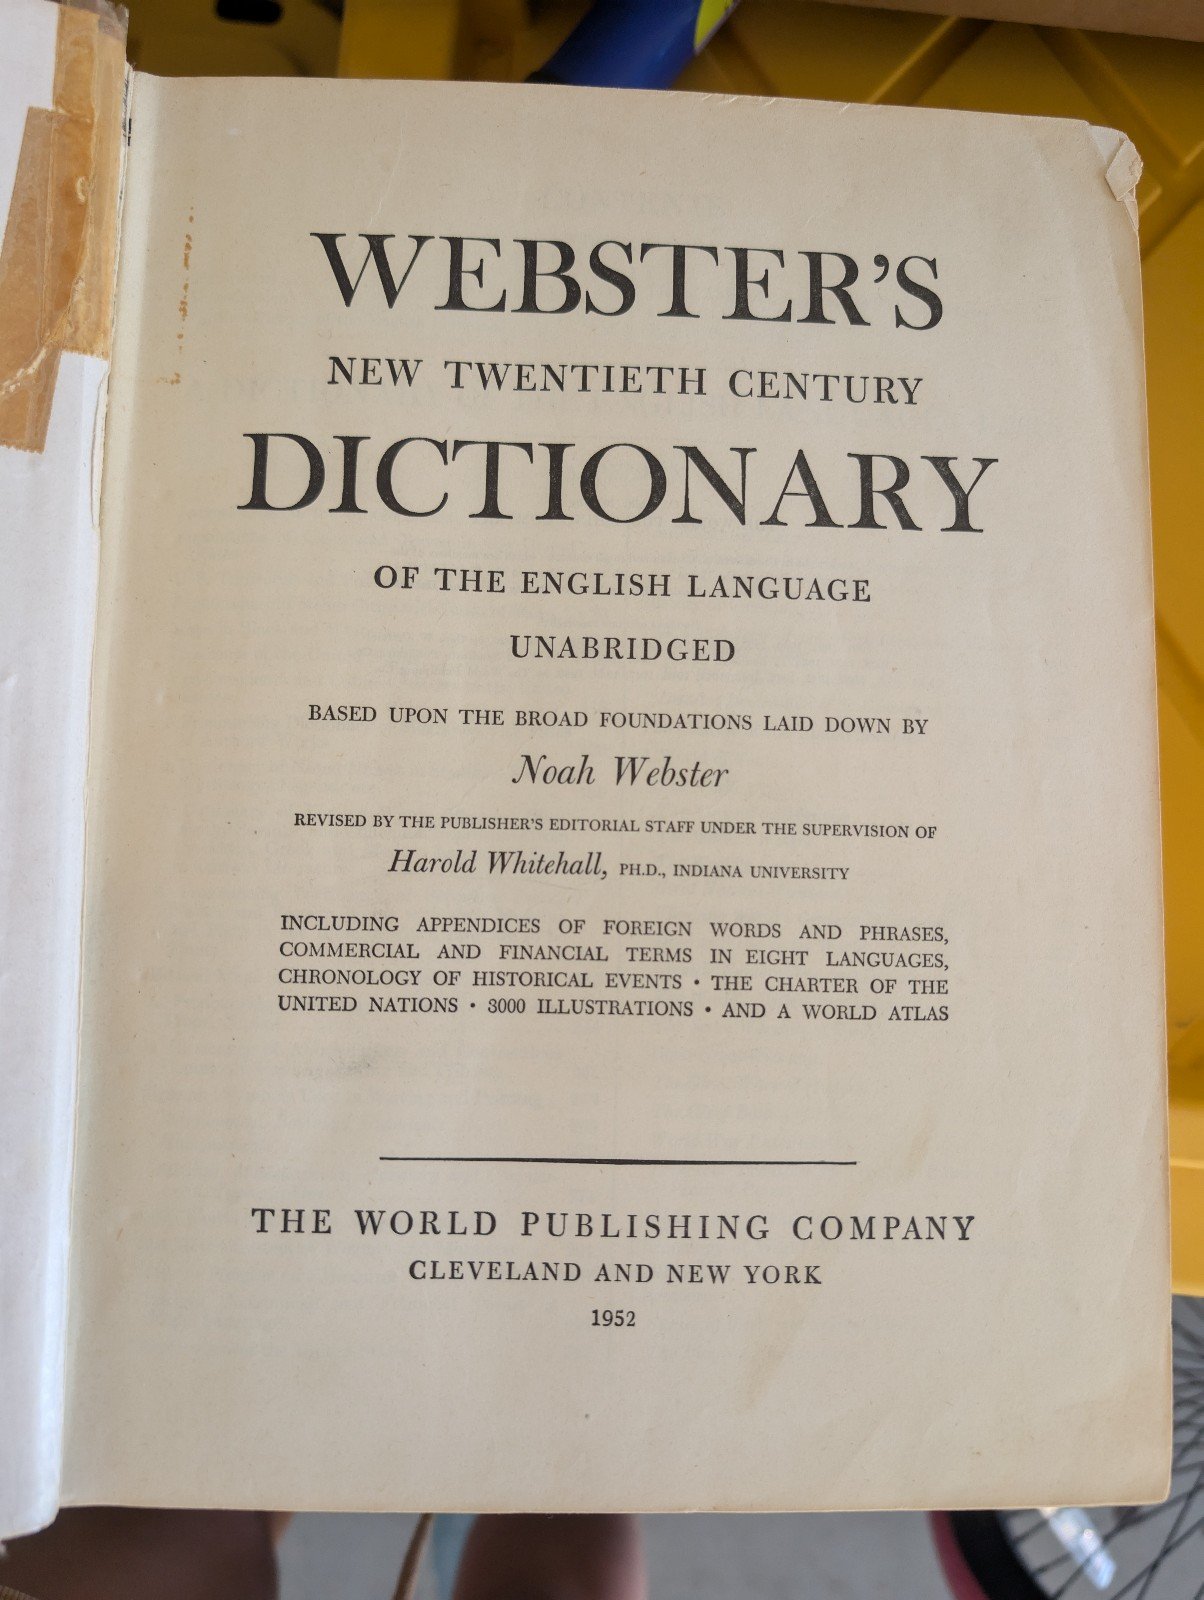 WEBSTER'S
NEW TWENTIETH CENTURY
DICTIONARY
OF THE ENGLISH LANGUAGE
UNABRIDGED
BASED UPON THE BROAD FOUNDATIONS LAID DOWN BY
Noah Webster
REVISED BY THE PUBLISHER'S EDITORIAL STAFF UNDER THE SUPERVISION OF
Harold Whitehall, PH.D., INDIANA UNIVERSITY
INCLUDING APPENDICES OF FOREIGN WORDS AND PHRASES,
COMMERCIAL AND FINANCIAL TERMS IN EIGHT LANGUAGES,
CHRONOLOGY OF HISTORICAL EVENTS • THE CHARTER OF THE
UNITED NATIONS • 3000 ILLUSTRATIONS • AND A WORLD ATLAS
THE WORLD PUBLISHING COMPANY
CLEVELAND AND NEW YORK
1952